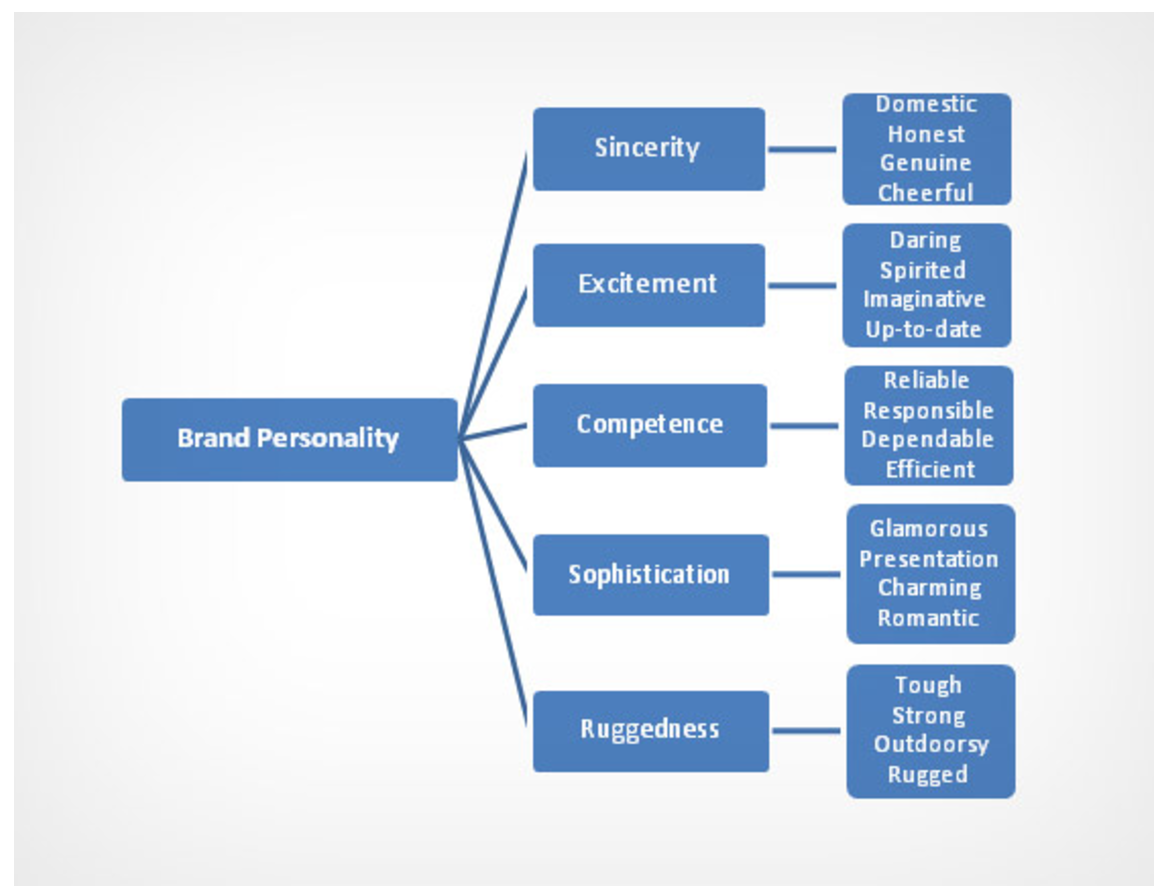 Brand Personality
Sincerity
Domestic
Honest
Genuine
Cheerful
Excitement
Daring
Spirited
Imaginative
Up-to-date
Competence
Reliable
Responsible
Dependable
Efficient
Sophistication
Glamorous
Presentation
Charming
Romantic
Ruggedness
Tough
Strong
Outdoorsy
Rugged